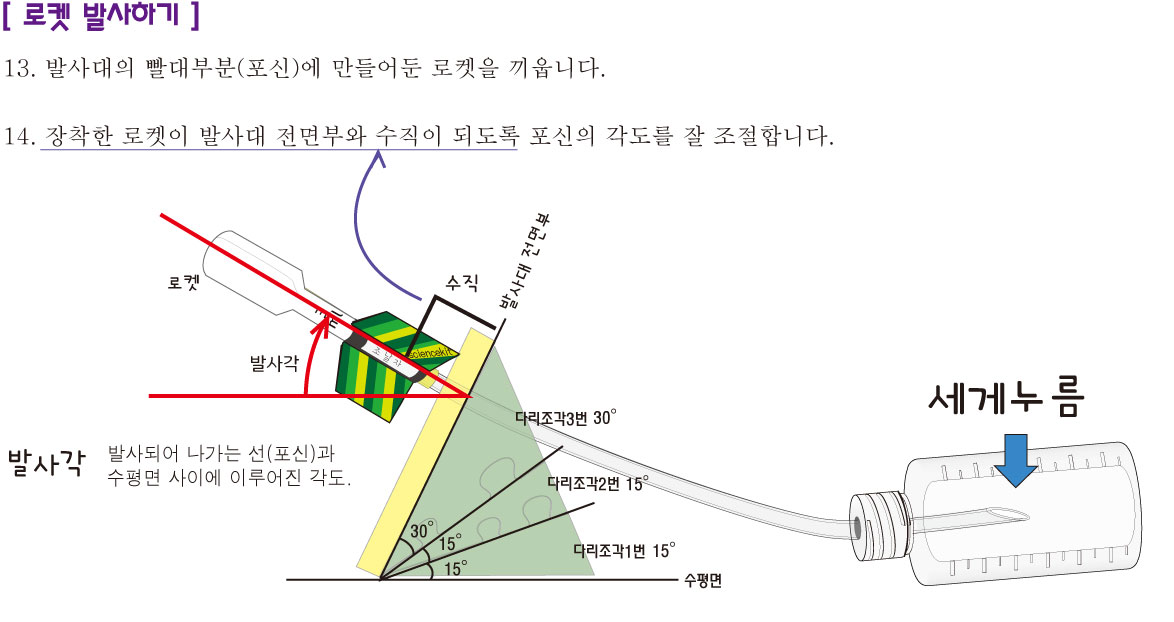 [ 로켓 발사하기 ]
13. 발사대의 빨대부분(포신)에 만들어둔 로켓을 끼웁니다.
14. 장착한 로켓이 발사대 전면부와 수직이 되도록 포신의 각도를 잘 조절합니다.
발사대 전면부
로켓
수직
sciencekit
발사각
세게누름
다리조각3번 30°
발사각
발사되어 나가는 선(포신)과
수평면 사이에 이루어진 각도.
다리조각2번 15°
30°
15°
다리조각1번 15°
15°
수평면